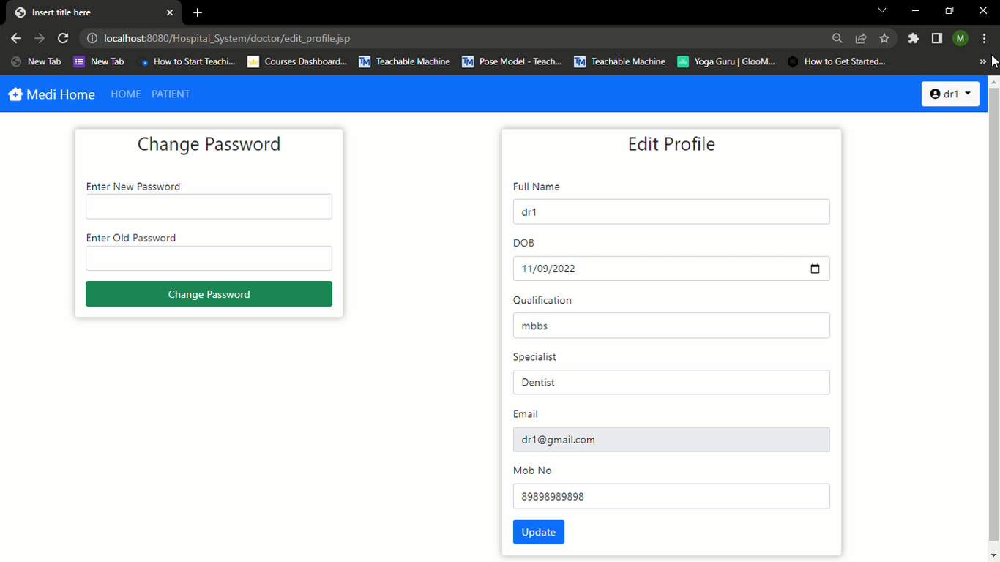 Insert title here
localhost:8080/Hospital_System/doctor/edit_profile.jsp
M
New Tab
New Tab
How to Start Teachi...
Courses Dashboard...
TM
Teachable Machine
TM
Pose Model - Teach...
TM
Teachable Machine
Yoga Guru | GlooM...
How to Get Started...
»
Medi Home
HOME
PATIENT
dr1
Change Password
Enter New Password
Enter Old Password
Change Password
Edit Profile
Full Name
dr1
DOB
11/09/2022
Qualification
mbbs
Specialist
Dentist
Email
dr1@gmail.com
Mob No
89898989898
Update